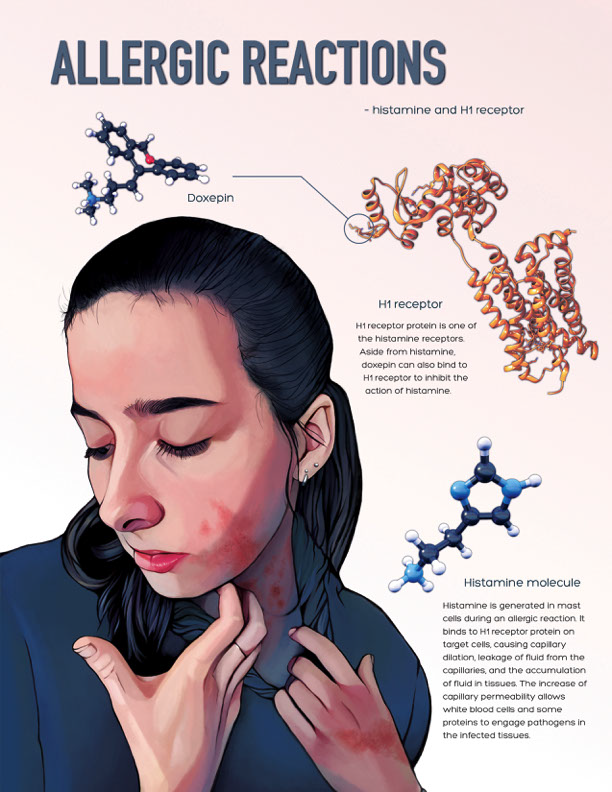 ALLERGIC REACTIONS
- histamine and H1 receptor
Doxepin
H1 receptor
H1 receptor protein is one of
the histamine receptors.
Aside from histamine,
doxepin can also bind to
H1 receptor to inhibit the
action of histamine.
Histamine molecule
Histamine is generated in mast
cells during an allergic reaction. It
binds to H1 receptor protein on
target cells, causing capillary
dilation, leakage of fluid from the
capillaries, and the accumulation
of fluid in tissues. The increase of
capillary permeability allows
white blood cells and some
proteins to engage pathogens in
the infected tissues.